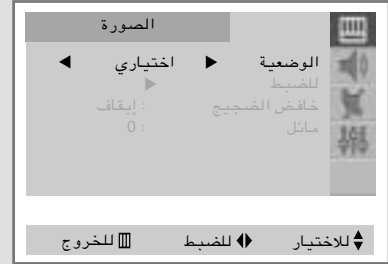 الصورة
الوضعية ◀ اختياري ▶
للضبط ◀
خافض الضجيج : إيقاف
مائل : 0
للاختيار للضبط للخروج